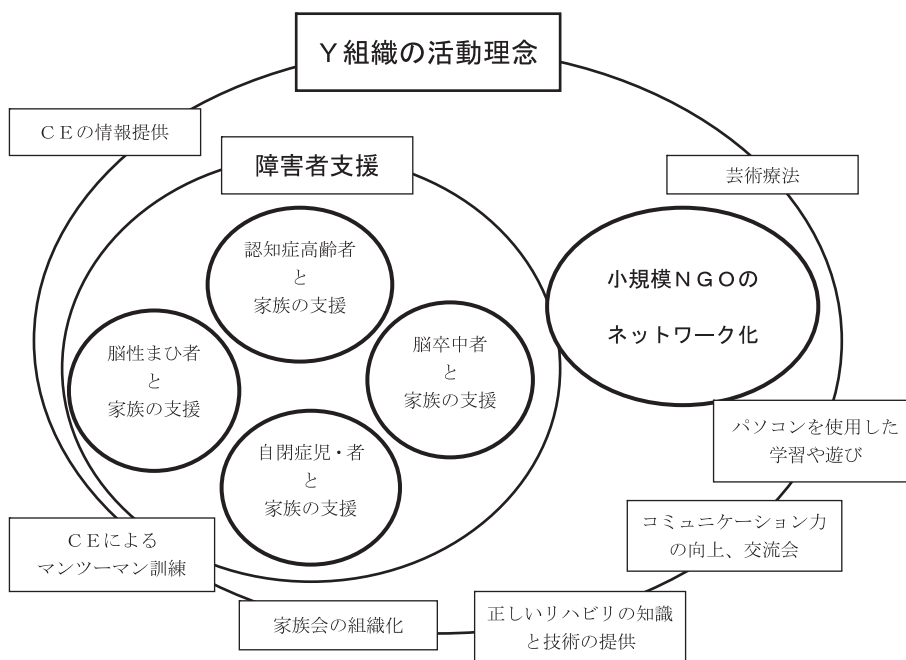 Ｙ組織の活動理念
ＣＥの情報提供
障害者支援
芸術療法
認知症高齢者
と
家族の支援
小規模ＮＧＯの
ネットワーク化
脳性まひ者
と
家族の支援
脳卒中者
と
家族の支援
自閉症児・者
と
家族の支援
パソコンを使用した
学習や遊び
コミュニケーション力
の向上、交流会
ＣＥによる
マンツーマン訓練
家族会の組織化
正しいリハビリの知識
と技術の提供